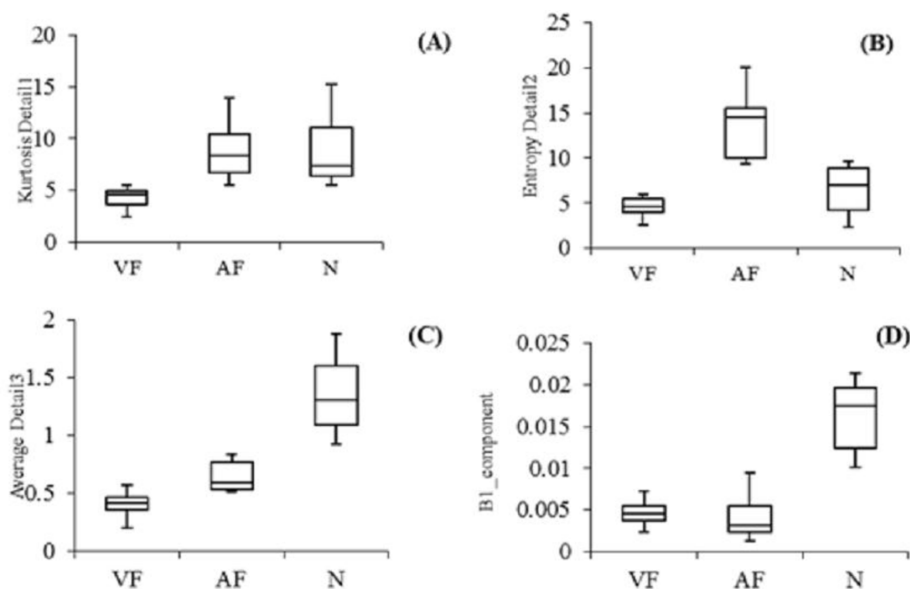 (A)
Kurtosis Detail1
20
15
10
5
0
VF AF N
(B)
Entropy Detail2
25
20
15
10
5
0
VF AF N
(C)
Average Detail3
2
1.5
1
0.5
0
VF AF N
(D)
B1_component
0.025
0.02
0.015
0.01
0.005
0
VF AF N